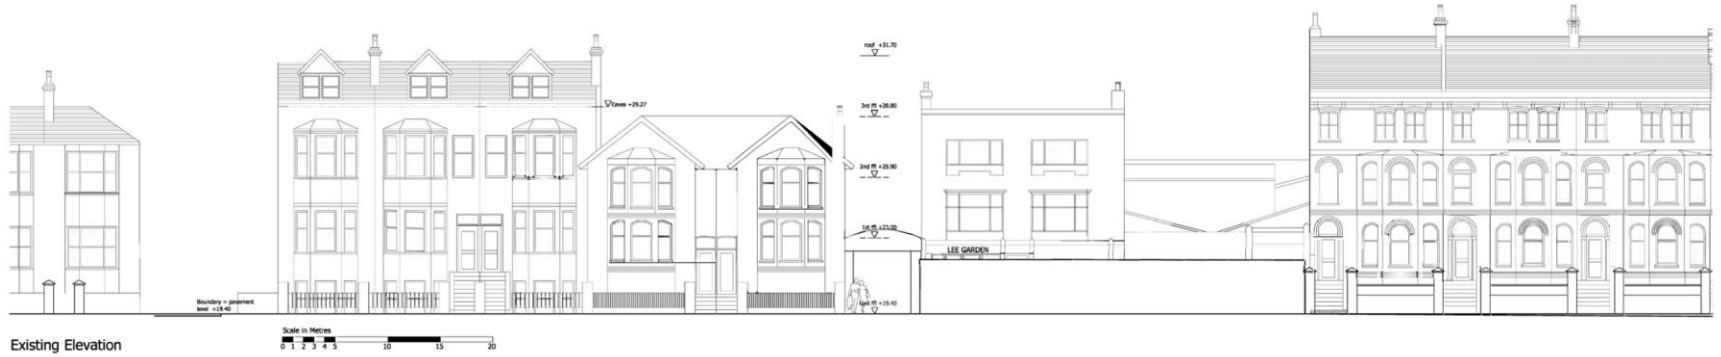 roof +31.70
Eaves +29.27
3rd ffl +28.80
2nd ffl +25.90
1st ffl +23.00
LEE GARDEN
Boundary = pavement
level +19.40
Gnd ffl +19.40
Scale in Metres
0 1 2 3 4 5 10 15 20
Existing Elevation